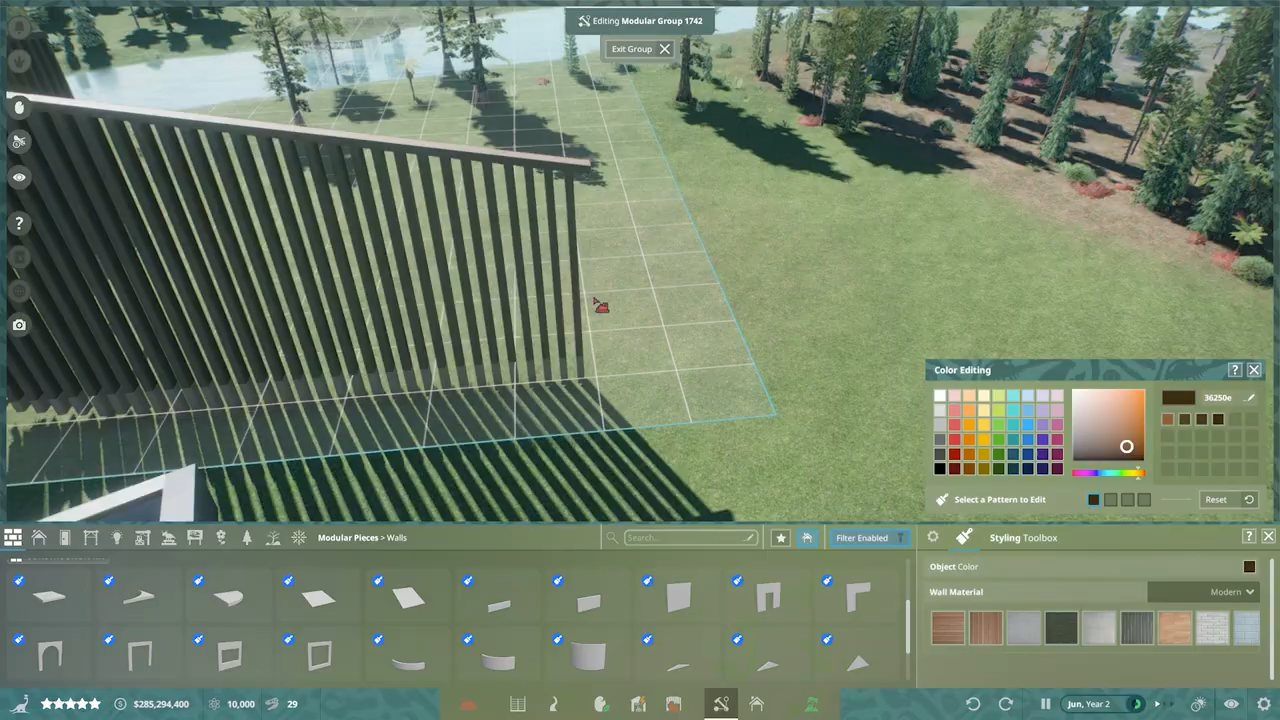 Editing Modular Group 1742
Exit Group
?
Color Editing
?
36250e
Select a Pattern to Edit
Reset
Modular Pieces > Walls
Search...
Filter Enabled
Styling Toolbox
?
Object Color
Wall Material
Modern
$285,294,400
10,000
29
Jun, Year 2